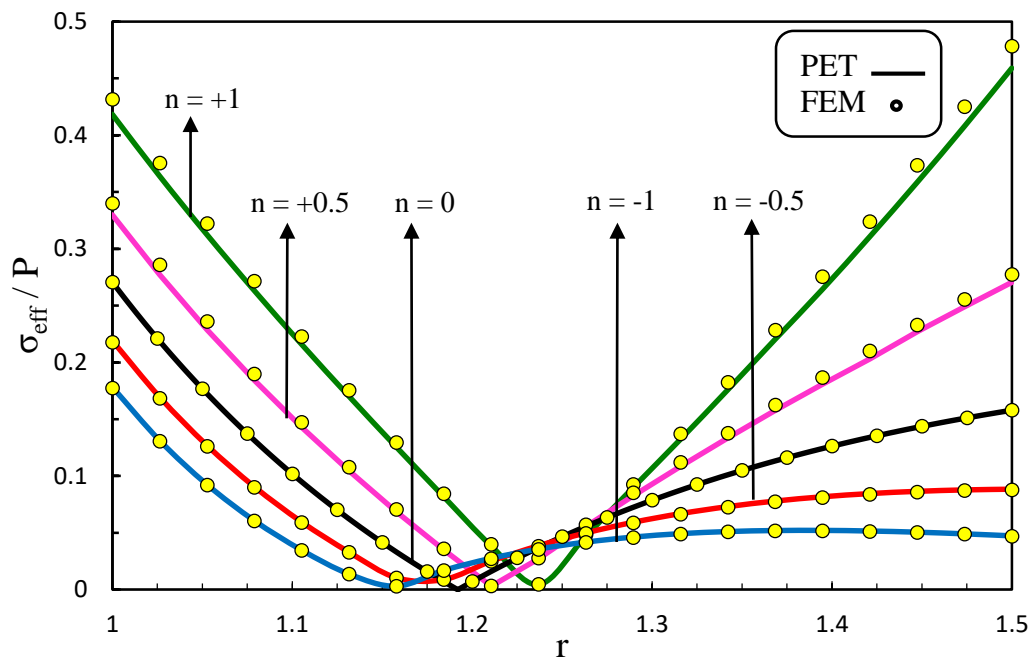 0.5
PET
FEM
n = +1
0.4
n = +0.5
n = 0
n = -1
n = -0.5
0.3
σeff / P
0.2
0.1
0
1
1.1
1.2
1.3
1.4
1.5
r